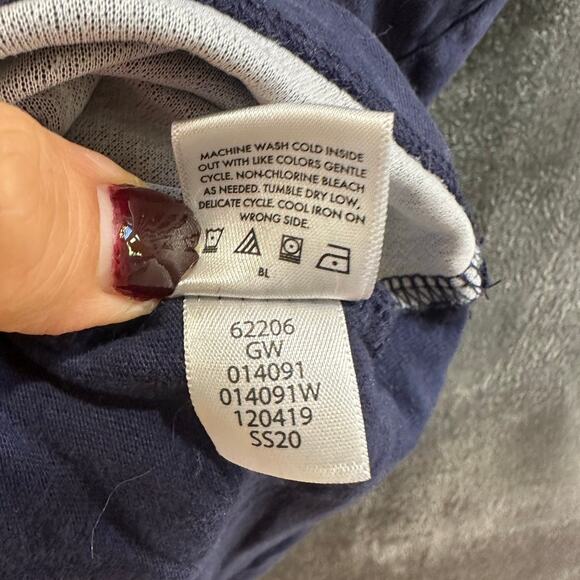 MACHINE WASH COLD INSIDE
OUT WITH LIKE COLORS GENTLE
CYCLE. NON-CHLORINE BLEACH
AS NEEDED. TUMBLE DRY LOW,
DELICATE CYCLE. COOL IRON ON
WRONG SIDE.
BL
62206
GW
014091
014091W
120419
SS20